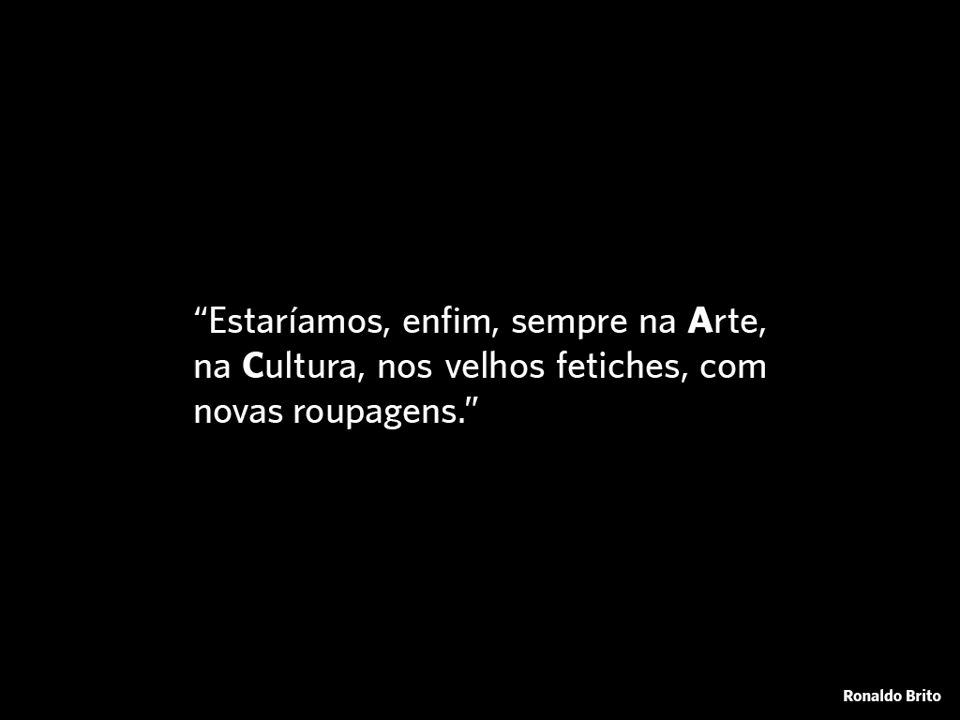 “Estaríamos, enfim, sempre na Arte,
na Cultura, nos velhos fetiches, com
novas roupagens.”
Ronaldo Brito